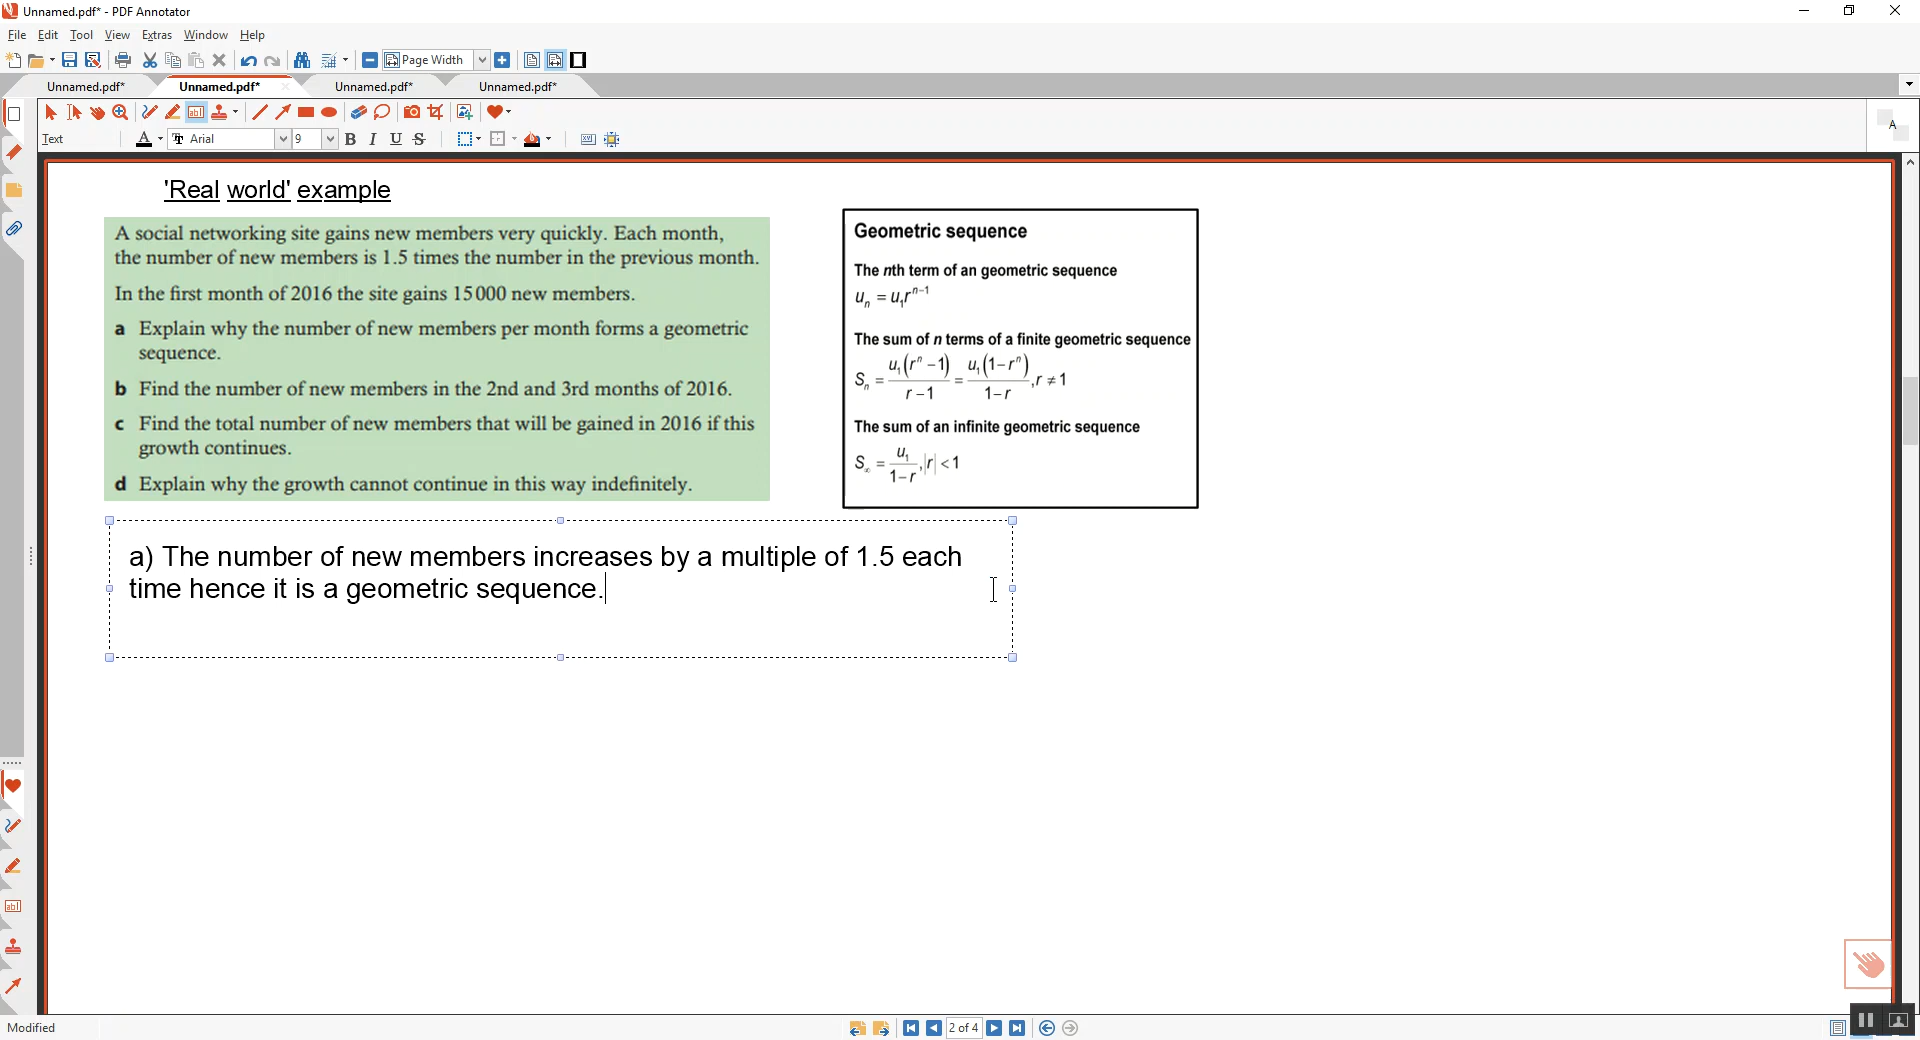 Unnamed.pdf* - PDF Annotator
File Edit Tool View Extras Window Help
Page Width
Unnamed.pdf* Unnamed.pdf* Unnamed.pdf* Unnamed.pdf*
Text A Arial 9 B I U S
A
'Real world' example
A social networking site gains new members very quickly. Each month,
the number of new members is 1.5 times the number in the previous month.
In the first month of 2016 the site gains 15 000 new members.
a Explain why the number of new members per month forms a geometric
sequence.
b Find the number of new members in the 2nd and 3rd months of 2016.
c Find the total number of new members that will be gained in 2016 if this
growth continues.
d Explain why the growth cannot continue in this way indefinitely.
Geometric sequence
The nth term of an geometric sequence
uₙ = u₁rⁿ⁻¹
The sum of n terms of a finite geometric sequence
Sₙ = u₁(rⁿ − 1) / (r − 1) = u₁(1 − rⁿ) / (1 − r), r ≠ 1
The sum of an infinite geometric sequence
S∞ = u₁ / (1 − r), |r| < 1
a) The number of new members increases by a multiple of 1.5 each
time hence it is a geometric sequence.
Modified
2 of 4